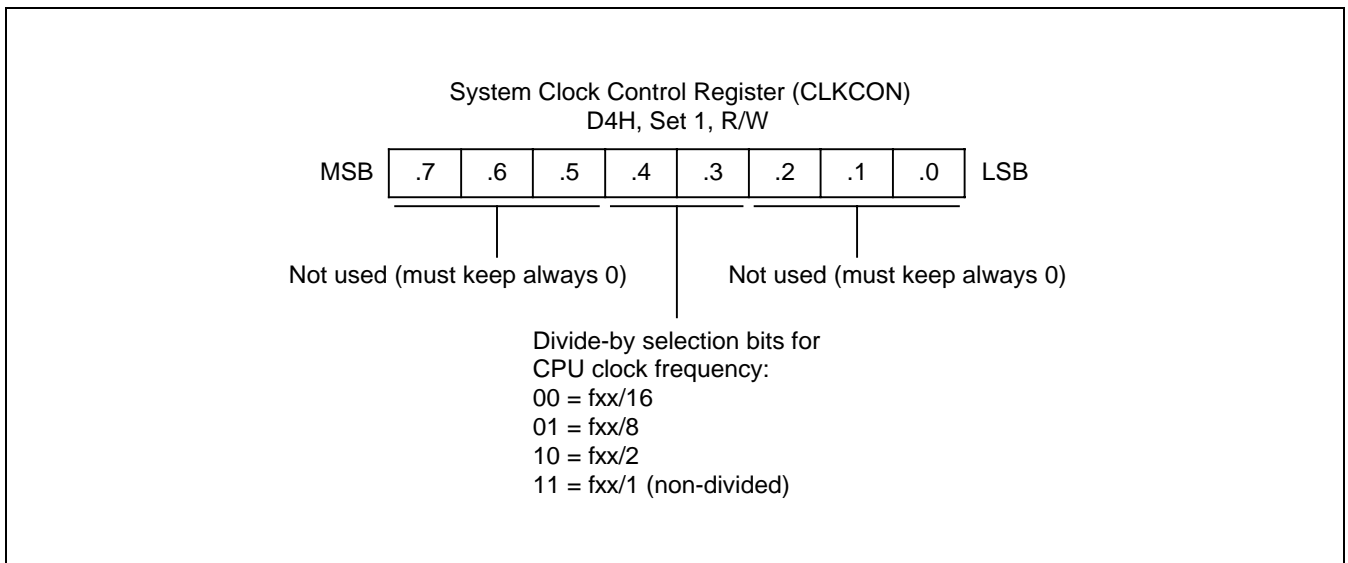 System Clock Control Register (CLKCON)
D4H, Set 1, R/W
MSB .7 .6 .5 .4 .3 .2 .1 .0 LSB
Not used (must keep always 0) Not used (must keep always 0)
Divide-by selection bits for
CPU clock frequency:
00 = fxx/16
01 = fxx/8
10 = fxx/2
11 = fxx/1 (non-divided)